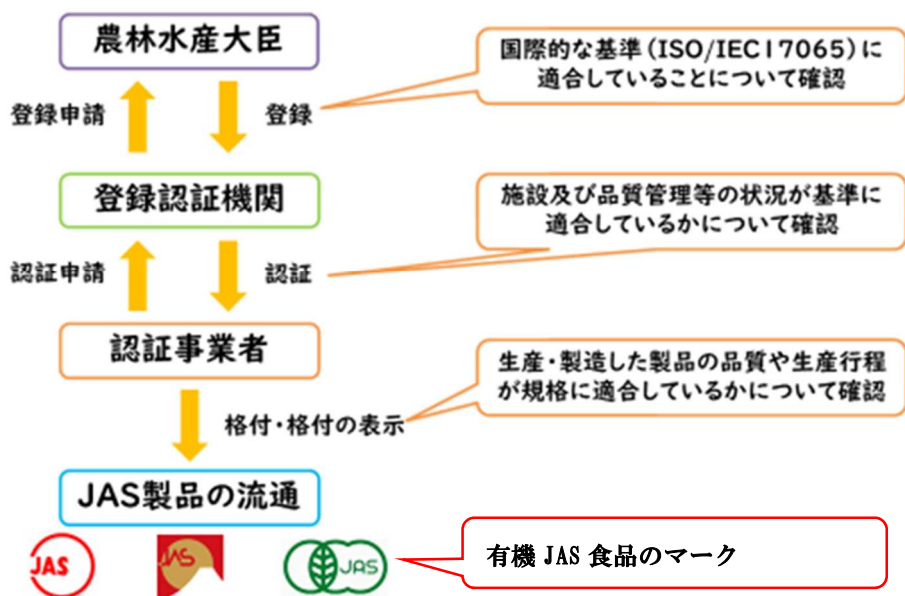 農林水産大臣
国際的な基準(ISO/IEC17065)に
適合していることについて確認
登録申請
登録
登録認証機関
施設及び品質管理等の状況が基準に
適合しているかについて確認
認証申請
認証
認証事業者
生産・製造した製品の品質や生産行程
が規格に適合しているかについて確認
格付・格付の表示
JAS製品の流通
JAS
JAS
JAS
有機 JAS 食品のマーク